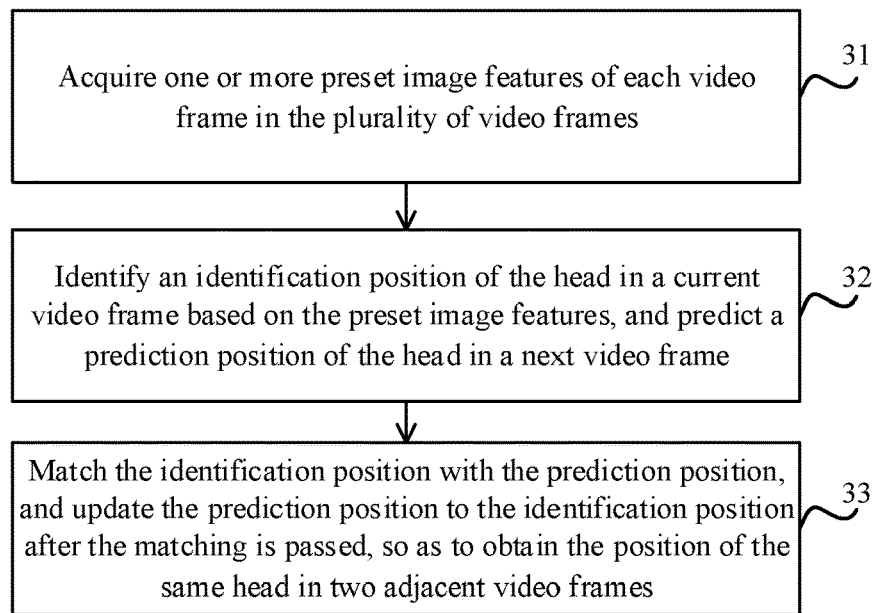 Acquire one or more preset image features of each video
frame in the plurality of video frames
31
Identify an identification position of the head in a current
video frame based on the preset image features, and predict a
prediction position of the head in a next video frame
32
Match the identification position with the prediction position,
and update the prediction position to the identification position
after the matching is passed, so as to obtain the position of the
same head in two adjacent video frames
33